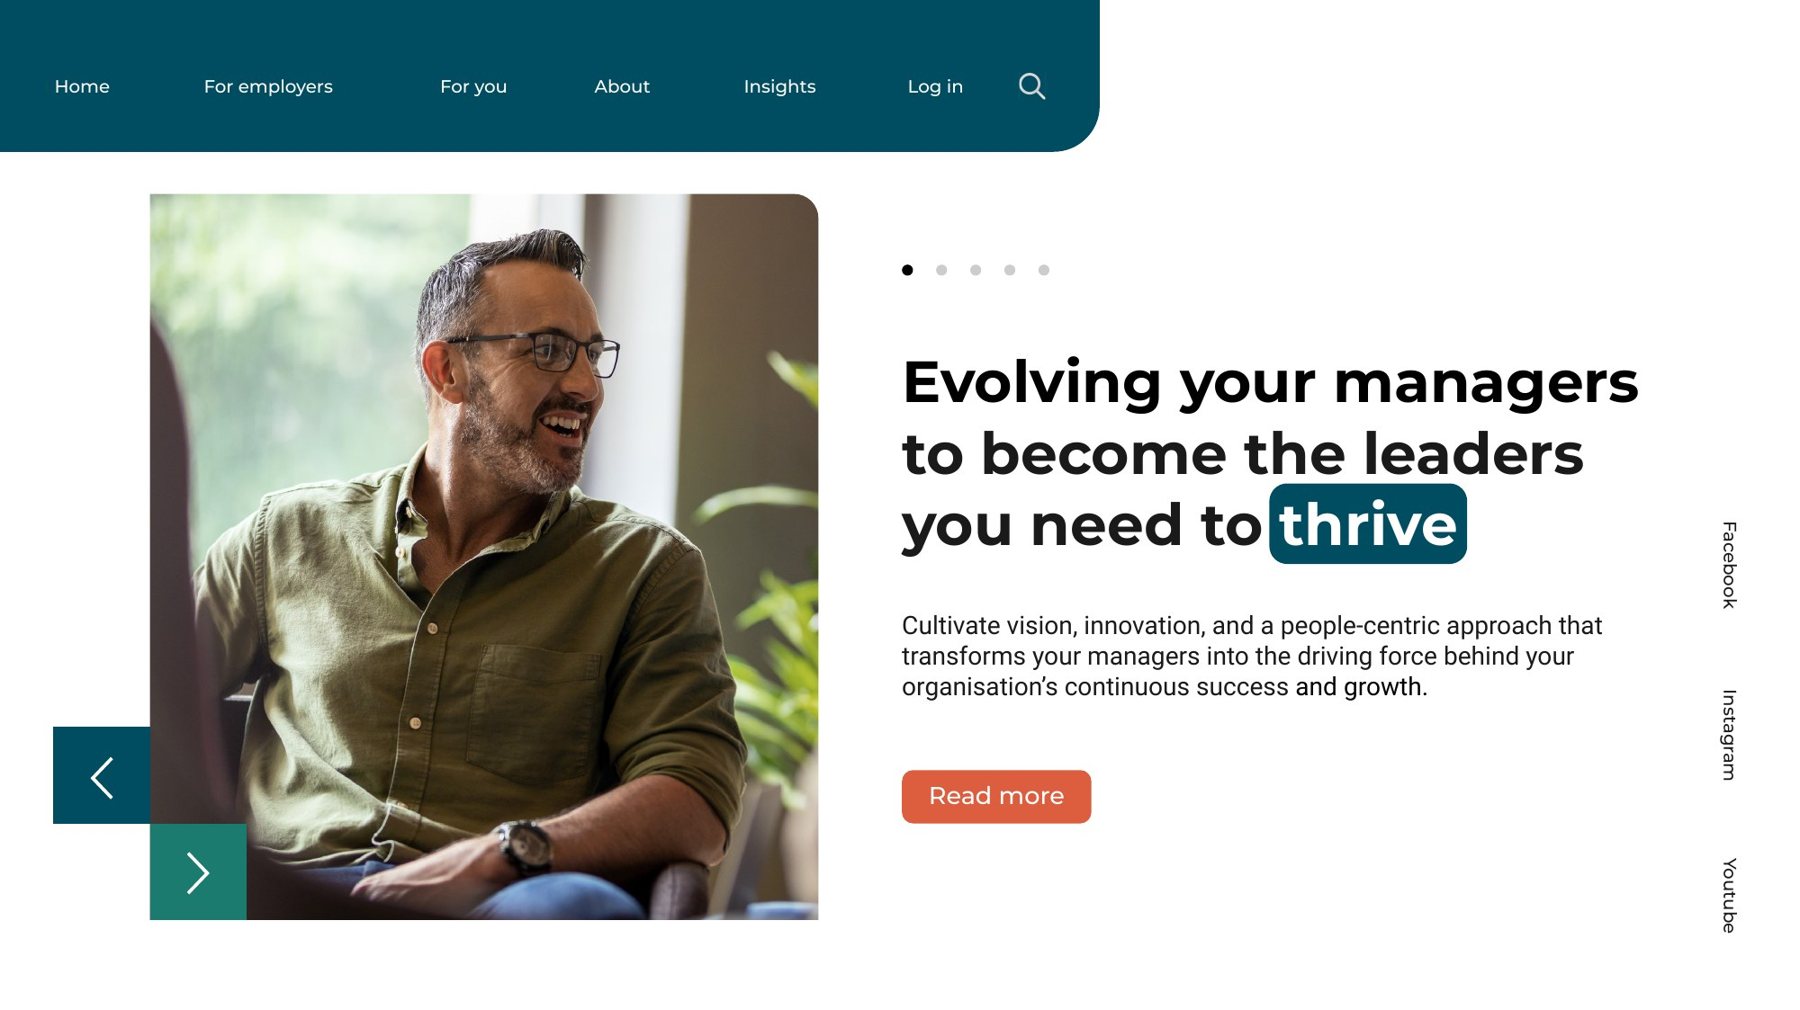 Home For employers For you About Insights Log in
Evolving your managers
to become the leaders
you need to thrive
Cultivate vision, innovation, and a people-centric approach that
transforms your managers into the driving force behind your
organisation’s continuous success and growth.
Read more
Facebook
Instagram
Youtube